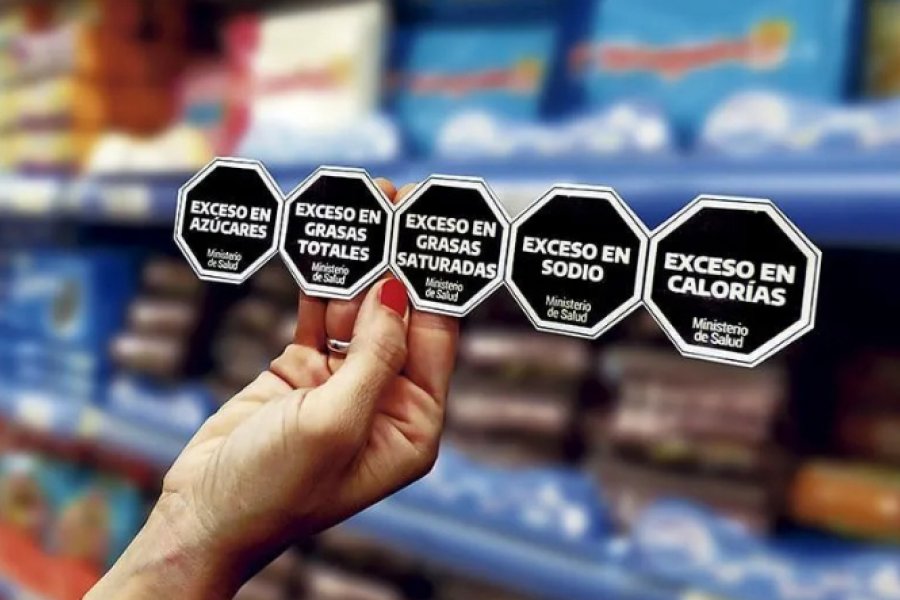 EXCESO EN
AZÚCARES
Ministerio
de Salud
EXCESO EN
GRASAS
TOTALES
Ministerio
de Salud
EXCESO EN
GRASAS
SATURADAS
Ministerio
de Salud
EXCESO EN
SODIO
Ministerio
de Salud
EXCESO EN
CALORÍAS
Ministerio
de Salud